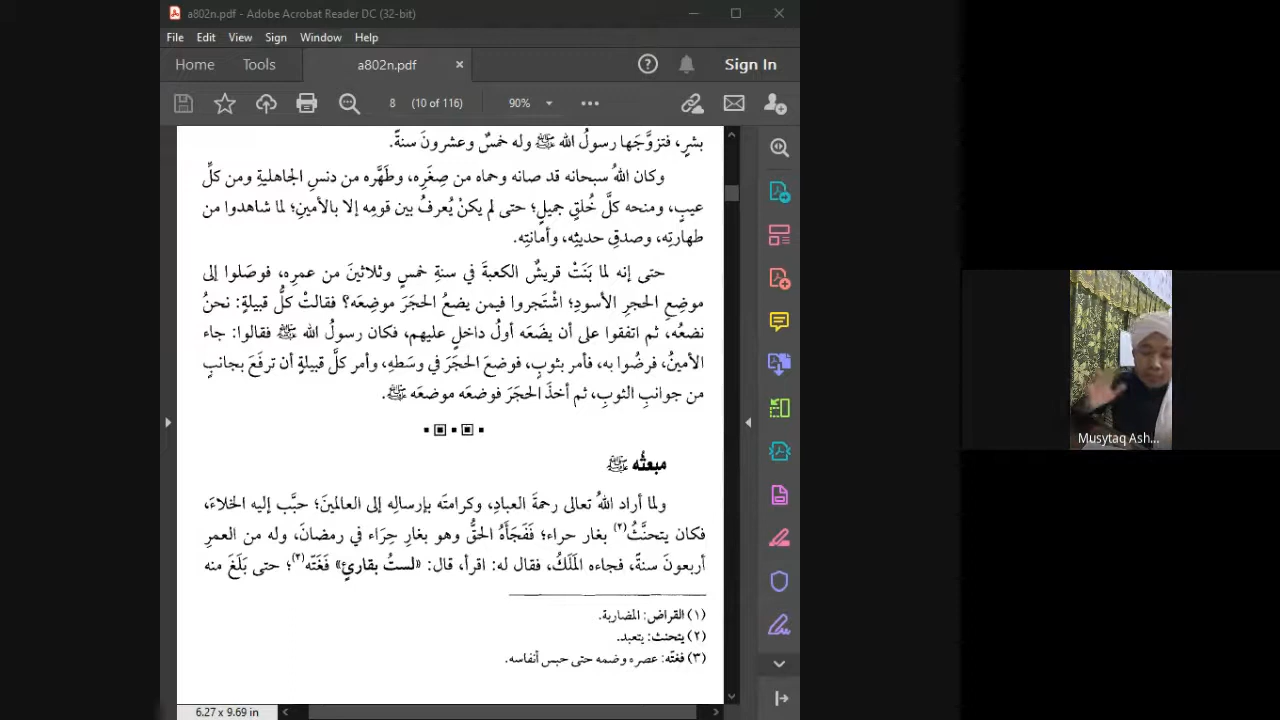 a802n.pdf - Adobe Acrobat Reader DC (32-bit)
File Edit View Sign Window Help
Home Tools a802n.pdf × Sign In
8 (10 of 116) 90%
بشرٍ، فتزوَّجَها رسولُ الله ﷺ وله خمسٌ وعشرونَ سنةً.
وكان اللهُ سبحانه قد صانه وحماه من صِغَرِه، وطَهَّره من دنسِ الجاهليةِ ومن كلِّ
عيبٍ، ومنحه كلَّ خُلقٍ جميلٍ؛ حتى لم يكنْ يُعرفُ بين قومِه إلا بالأمينِ؛ لما شاهدوا من
طهارتِه، وصدقِ حديثِه، وأمانتِه.
حتى إنه لما بَنَتْ قريشٌ الكعبةَ في سنةِ خمسٍ وثلاثينَ من عمرِه، فوصَلوا إلى
موضِعِ الحجرِ الأسودِ؛ اشْتَجروا فيمن يضعُ الحجَرَ موضِعَه؟ فقالتْ كلُّ قبيلةٍ: نحنُ
نضعُه، ثم اتفقوا على أن يضَعَه أولُ داخلٍ عليهم، فكان رسولُ الله ﷺ فقالوا: جاء
الأمينُ، فرضُوا به، فأمر بثوبٍ، فوضعَ الحجَرَ في وسَطهِ، وأمر كلَّ قبيلةٍ أن ترفَعَ بجانبٍ
من جوانبِ الثوبِ، ثم أخذَ الحجَرَ فوضعَه موضعَه ﷺ.
مبعثُه ﷺ
ولما أراد اللهُ تعالى رحمةَ العبادِ، وكرامتَه بإرسالِه إلى العالمينَ؛ حبَّب إليه الخلاءَ،
فكان يتحنَّثُ(٢) بغار حراء؛ فَفَجَأَهُ الحقُّ وهو بغارِ حِرَاء في رمضانَ، وله من العمرِ
أربعونَ سنةً، فجاءه المَلَكُ، فقال له: اقرأ، قال: «لستُ بقارئٍ» فَغَتّه(٣)؛ حتى بَلَغَ منه
(١) القراض: المضاربة.
(٢) يتحنث: يتعبد.
(٣) فغتّه: عصره وضمه حتى حبس أنفاسه.
6.27 x 9.69 in
Musytaq Ash...